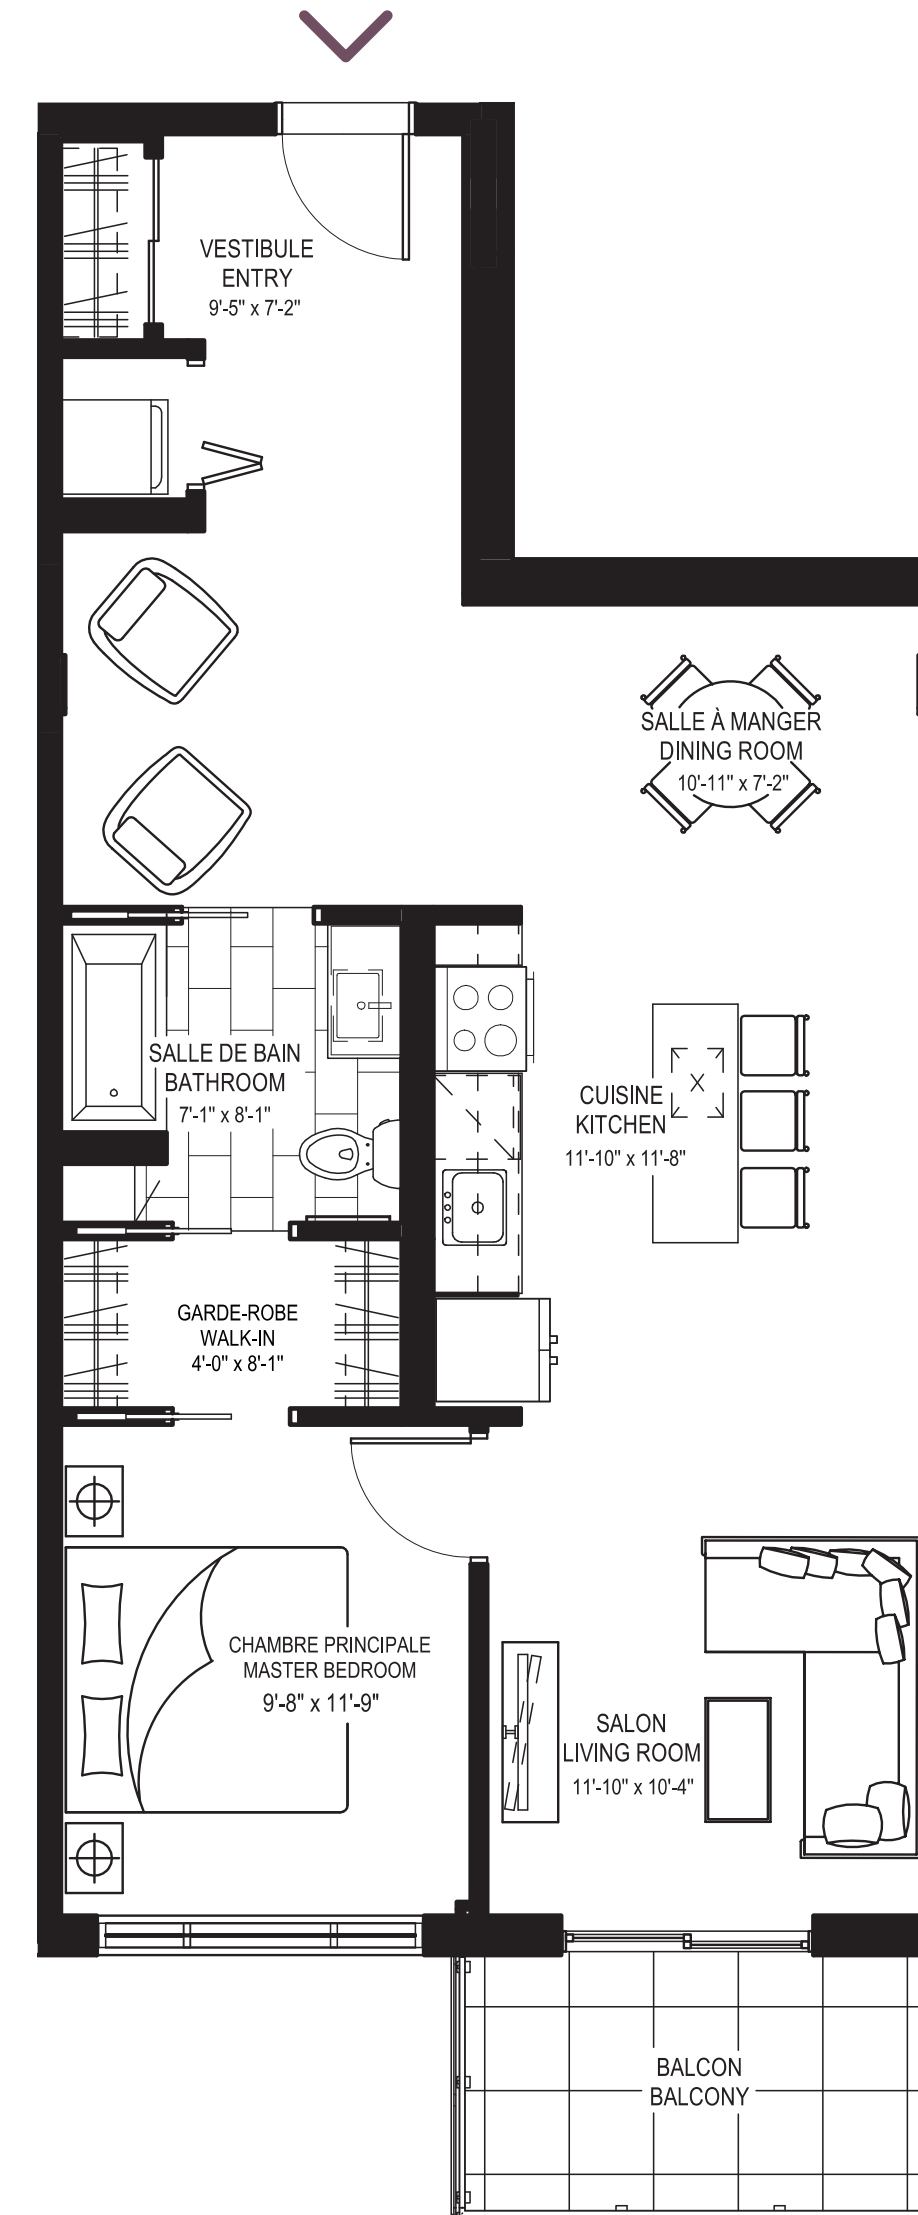 VESTIBULE
ENTRY
9'-5" x 7'-2"
SALLE À MANGER
DINING ROOM
10'-11" x 7'-2"
SALLE DE BAIN
BATHROOM
7'-1" x 8'-1"
CUISINE
KITCHEN
11'-10" x 11'-8"
GARDE-ROBE
WALK-IN
4'-0" x 8'-1"
CHAMBRE PRINCIPALE
MASTER BEDROOM
9'-8" x 11'-9"
SALON
LIVING ROOM
11'-10" x 10'-4"
BALCON
BALCONY